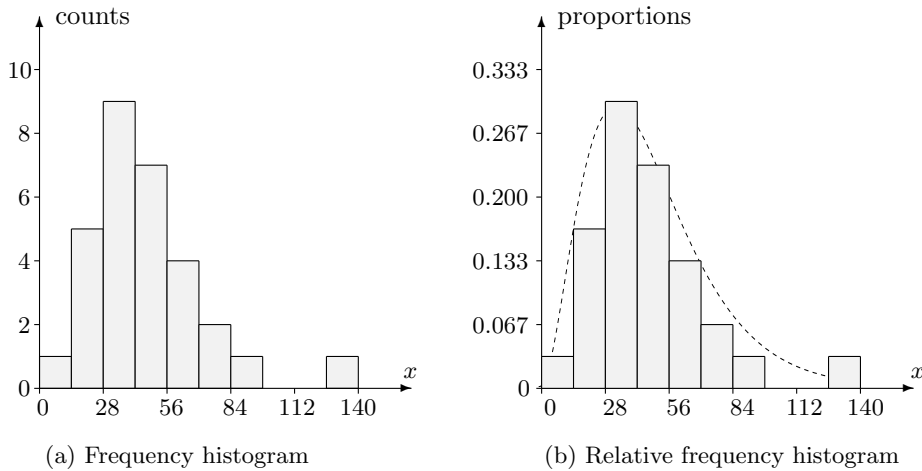 counts
10
8
6
4
2
0
0 28 56 84 112 140
x
(a) Frequency histogram
proportions
0.333
0.267
0.200
0.133
0.067
0
0 28 56 84 112 140
x
(b) Relative frequency histogram